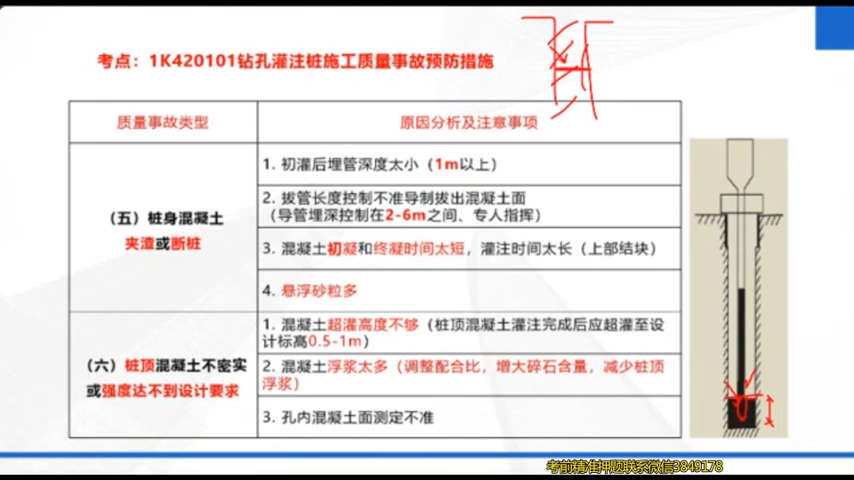 考点：1K420101钻孔灌注桩施工质量事故预防措施
质量事故类型
原因分析及注意事项
（五）桩身混凝土
夹渣或断桩
1. 初灌后埋管深度太小（1m以上）
2. 拔管长度控制不准导制拔出混凝土面
（导管埋深控制在2-6m之间、专人指挥）
3. 混凝土初凝和终凝时间太短，灌注时间太长（上部结块）
4. 悬浮砂粒多
（六）桩顶混凝土不密实
或强度达不到设计要求
1. 混凝土超灌高度不够（桩顶混凝土灌注完成后应超灌至设
计标高0.5-1m）
2. 混凝土浮浆太多（调整配合比，增大碎石含量，减少桩顶
浮浆）
3. 孔内混凝土面测定不准
考前精准押题联系微信3849178